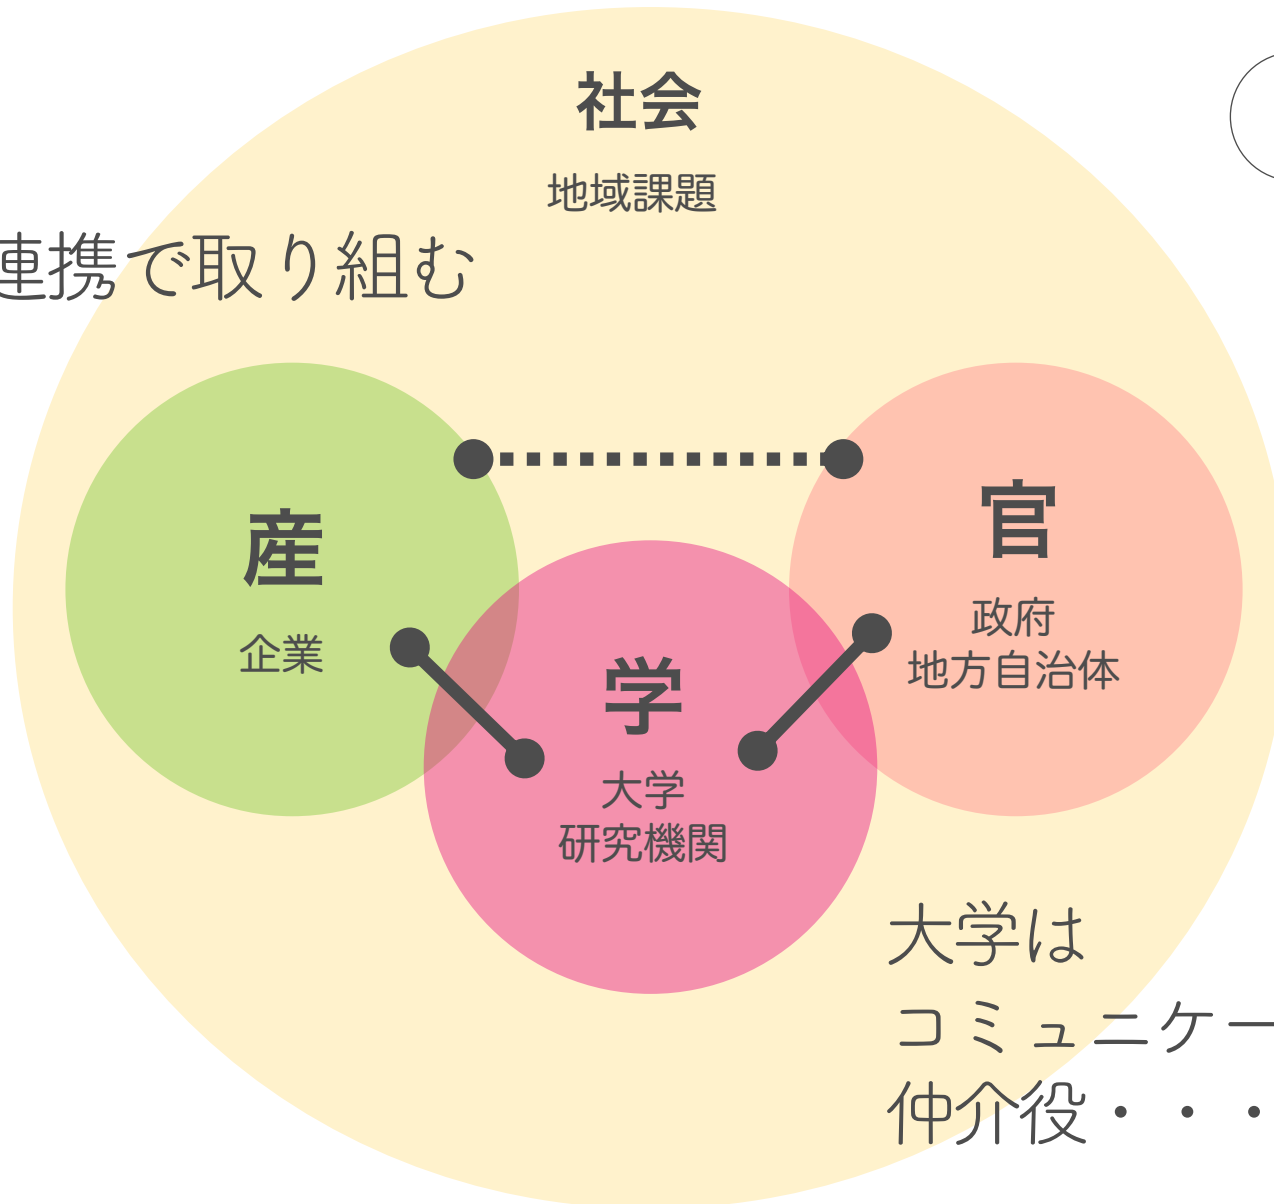 社会
地域課題
連携で取り組む
産
企業
官
政府
地方自治体
学
大学
研究機関
大学は
コミュニケー
仲介役・・・